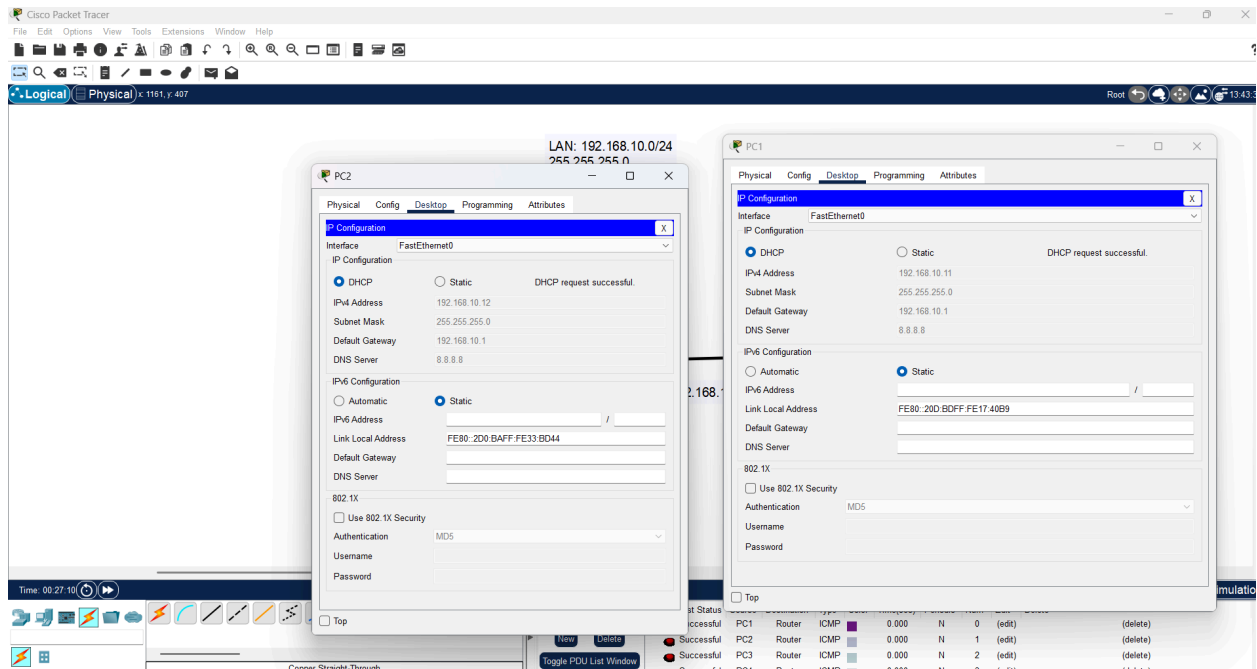 Cisco Packet Tracer
File Edit Options View Tools Extensions Window Help
Logical Physical x: 1161, y: 407
Root 13:43:3
LAN: 192.168.10.0/24
255.255.255.0
PC2
Physical Config Desktop Programming Attributes
IP Configuration X
Interface FastEthernet0
IP Configuration
DHCP Static DHCP request successful.
IPv4 Address 192.168.10.12
Subnet Mask 255.255.255.0
Default Gateway 192.168.10.1
DNS Server 8.8.8.8
IPv6 Configuration
Automatic Static
IPv6 Address /
Link Local Address FE80::2D0:BAFF:FE33:BD44
Default Gateway
DNS Server
802.1X
Use 802.1X Security
Authentication MD5
Username
Password
Top
PC1
Physical Config Desktop Programming Attributes
IP Configuration X
Interface FastEthernet0
IP Configuration
DHCP Static DHCP request successful.
IPv4 Address 192.168.10.11
Subnet Mask 255.255.255.0
Default Gateway 192.168.10.1
DNS Server 8.8.8.8
IPv6 Configuration
Automatic Static
IPv6 Address /
Link Local Address FE80::20D:BDFF:FE17:40B9
Default Gateway
DNS Server
802.1X
Use 802.1X Security
Authentication MD5
Username
Password
Top
2.168.
Time: 00:27:10
imulatio
New Delete
Toggle PDU List Window
Copper Straight-Through
st Status
ccessful PC1 Router ICMP 0.000 N 0 (edit) (delete)
Successful PC2 Router ICMP 0.000 N 1 (edit) (delete)
Successful PC3 Router ICMP 0.000 N 2 (edit) (delete)